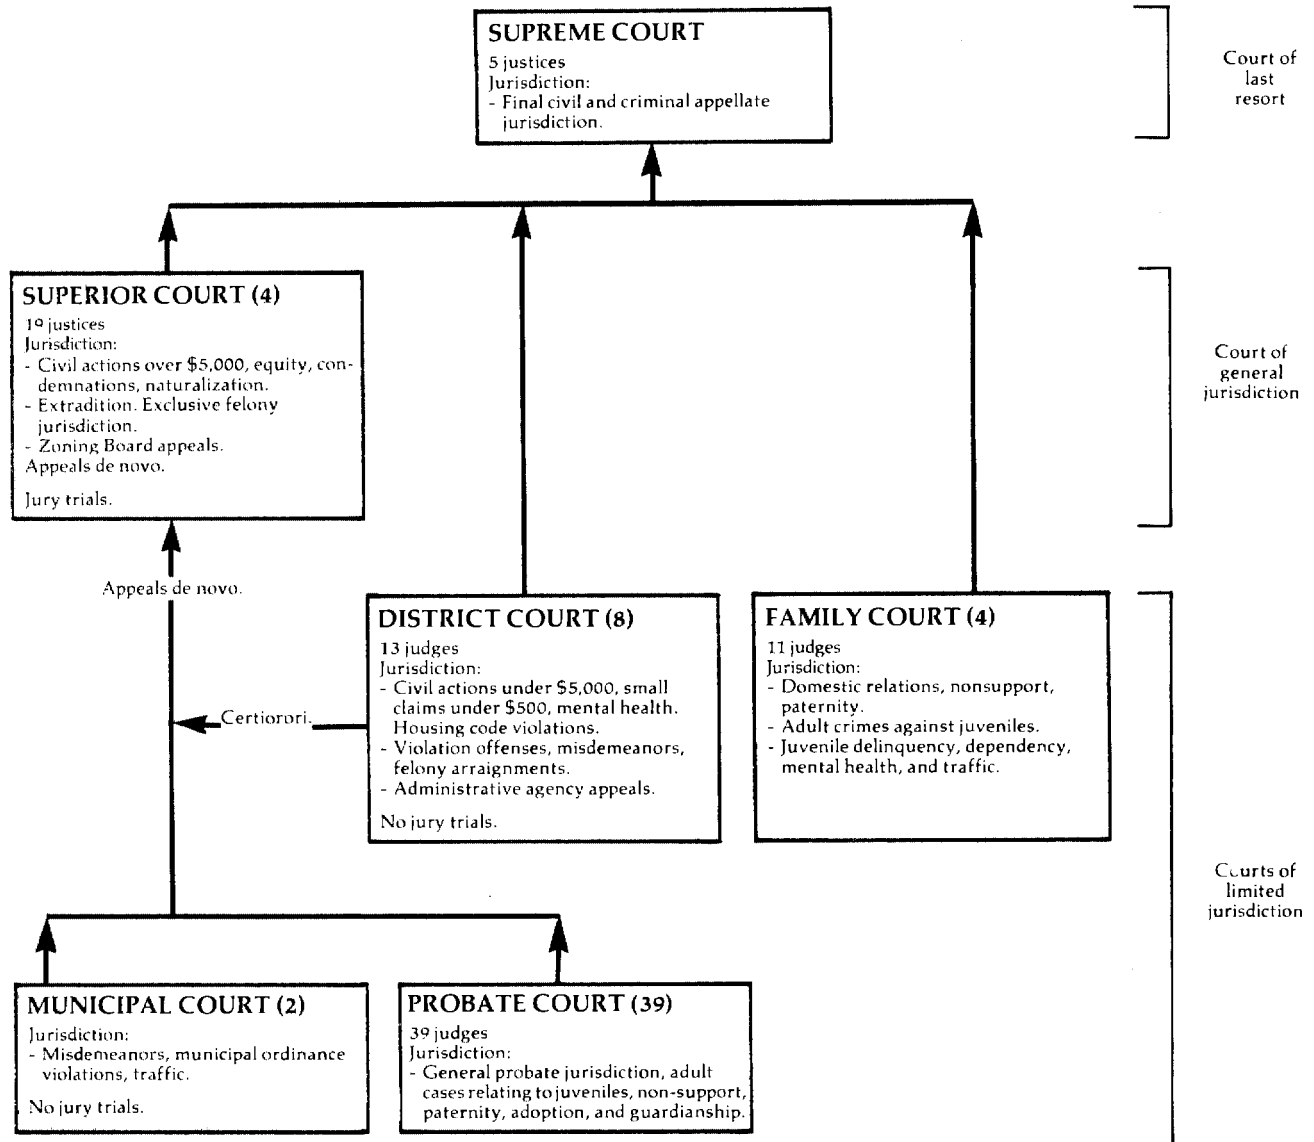 SUPREME COURT
5 justices
Jurisdiction:
- Final civil and criminal appellate
jurisdiction.
Court of
last
resort
SUPERIOR COURT (4)
19 justices
Jurisdiction:
- Civil actions over $5,000, equity, con-
demnations, naturalization.
- Extradition. Exclusive felony
jurisdiction.
- Zoning Board appeals.
Appeals de novo.
Jury trials.
Court of
general
jurisdiction
Appeals de novo.
DISTRICT COURT (8)
13 judges
Jurisdiction:
- Civil actions under $5,000, small
claims under $500, mental health.
Housing code violations.
- Violation offenses, misdemeanors,
felony arraignments.
- Administrative agency appeals.
No jury trials.
Certiorori.
FAMILY COURT (4)
11 judges
Jurisdiction:
- Domestic relations, nonsupport,
paternity.
- Adult crimes against juveniles.
- Juvenile delinquency, dependency,
mental health, and traffic.
Courts of
limited
jurisdiction
MUNICIPAL COURT (2)
Jurisdiction:
- Misdemeanors, municipal ordinance
violations, traffic.
No jury trials.
PROBATE COURT (39)
39 judges
Jurisdiction:
- General probate jurisdiction, adult
cases relating to juveniles, non-support,
paternity, adoption, and guardianship.